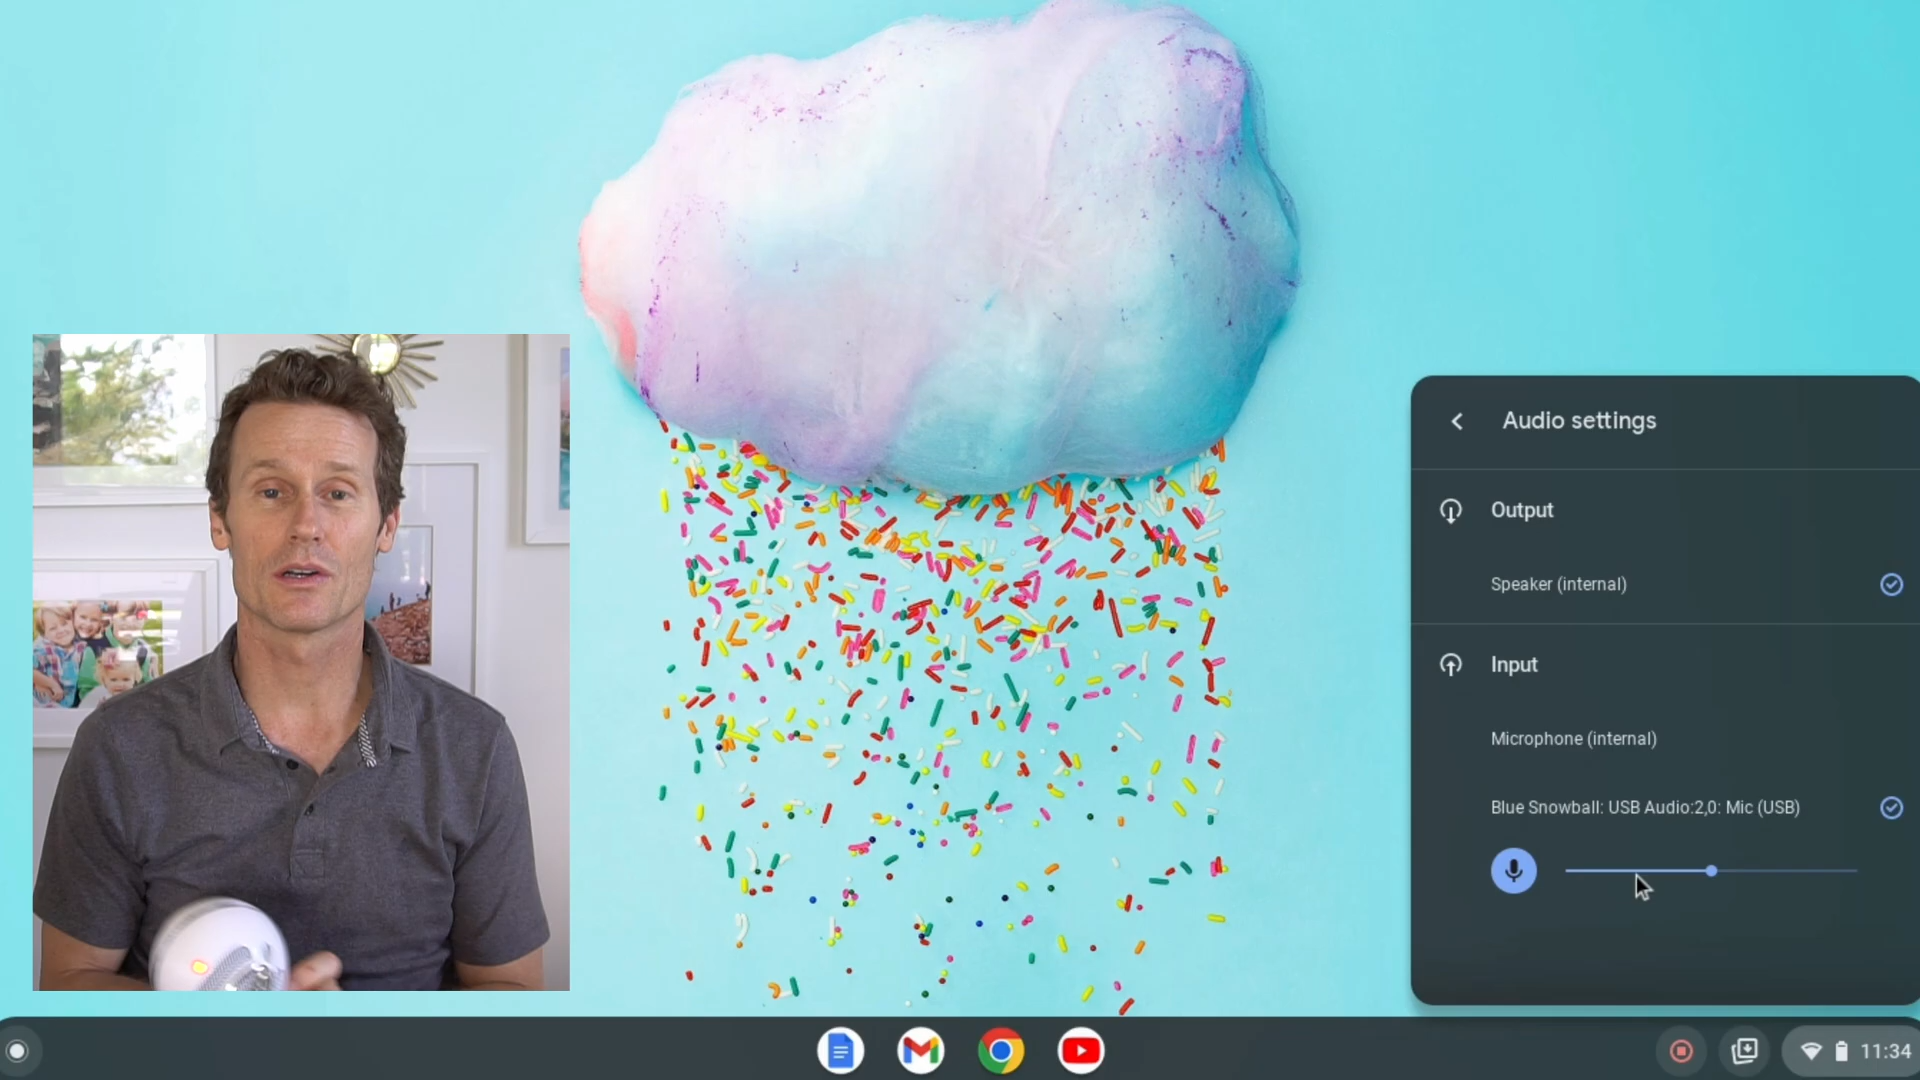 Audio settings
Output
Speaker (internal)
Input
Microphone (internal)
Blue Snowball: USB Audio:2,0: Mic (USB)
11:34